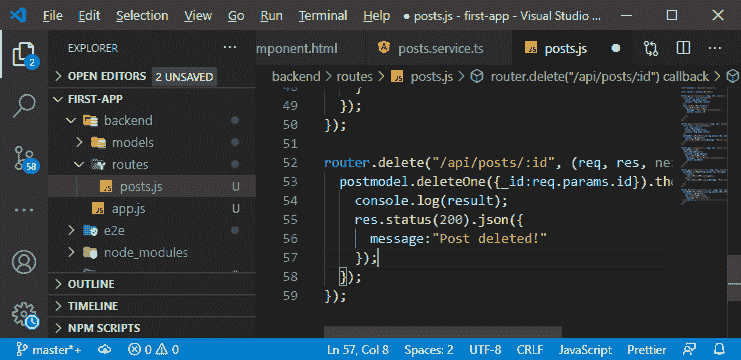 File Edit Selection View Go Run Terminal Help ● posts.js - first-app - Visual Studio ...
2
58
EXPLORER
OPEN EDITORS 2 UNSAVED
FIRST-APP
backend
models
routes
JS posts.js U
JS app.js U
e2e
node_modules
OUTLINE
TIMELINE
NPM SCRIPTS
mponent.html posts.service.ts JS posts.js
backend > routes > JS posts.js > router.delete("/api/posts/:id") callback >
49 });
50 });
51
52 router.delete("/api/posts/:id", (req, res, ne
53 postmodel.deleteOne({_id:req.params.id}).the
54 console.log(result);
55 res.status(200).json({
56 message:"Post deleted!"
57 });
58 });
59 });
master*+ 0 0 Ln 57, Col 8 Spaces: 2 UTF-8 CRLF JavaScript Prettier